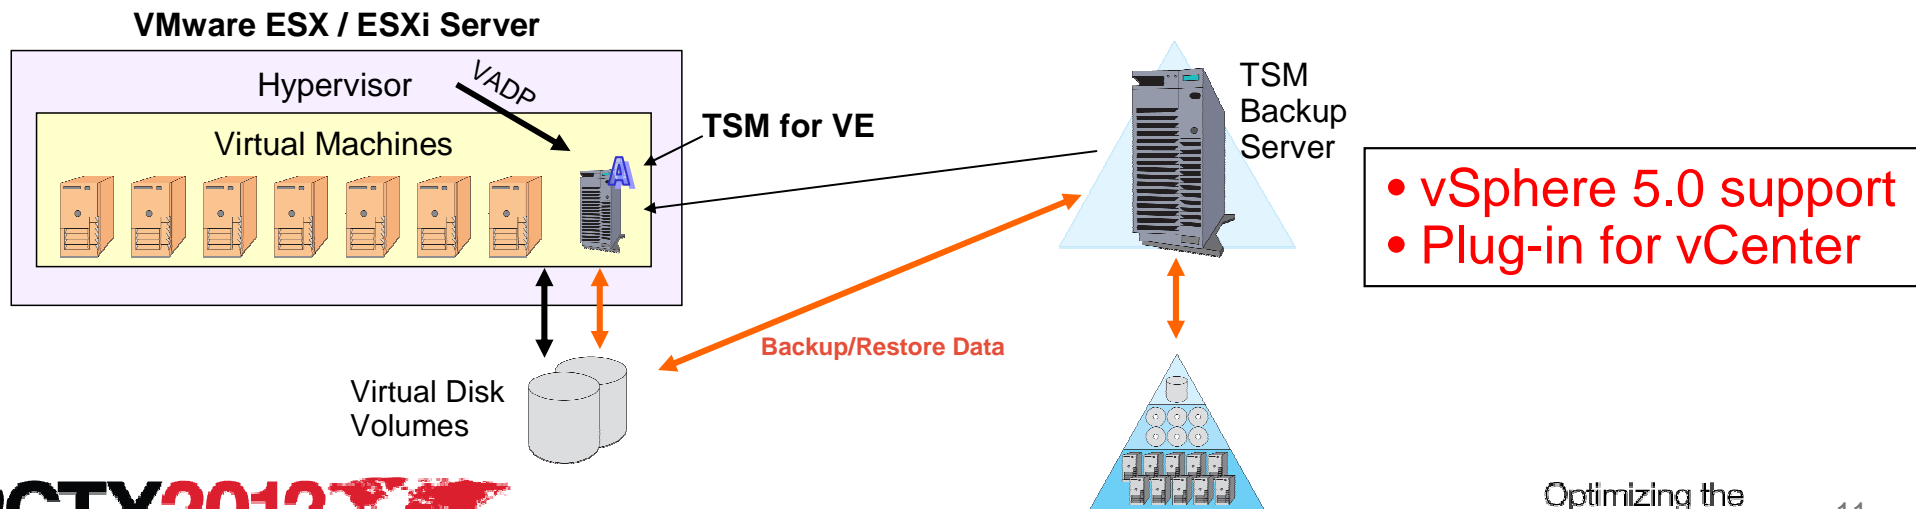 VMware ESX / ESXi Server
Hypervisor
VADP
Virtual Machines
TSM for VE
TSM
Backup
Server
• vSphere 5.0 support
• Plug-in for vCenter
Backup/Restore Data
Virtual Disk
Volumes
Optimizing the